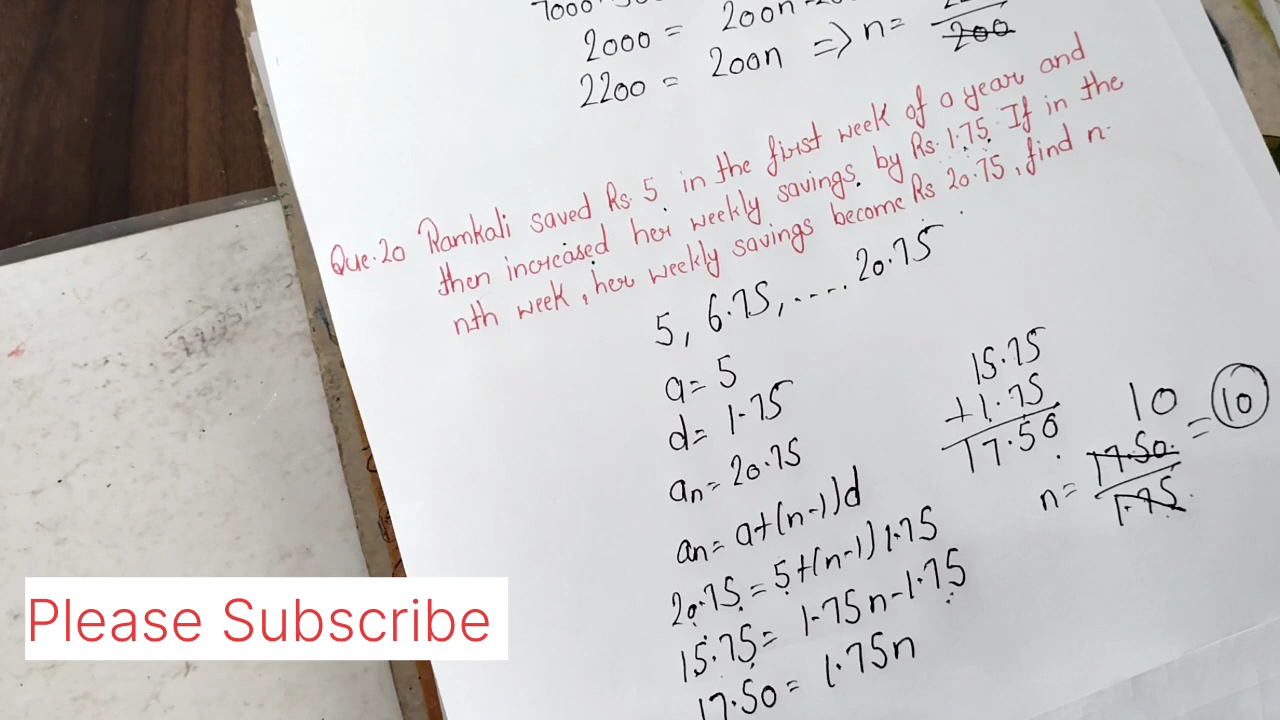 2000 = 200n
2200 = 200n => n=
200
Que.20 Ramkali saved Rs. 5 in the first week of a year and
then increased her weekly savings by Rs. 1.75. If in the
nth week, her weekly savings become Rs 20.75, find n.
5, 6.75, .... 20.75
a = 5
d = 1.75
an = 20.75
an = a+(n-1)d
20.75 = 5+(n-1)1.75
15.75 = 1.75n-1.75
17.50 = 1.75n
15.75
+1.75
17.50
10
n = 17.50 = 10
1.75
Please Subscribe